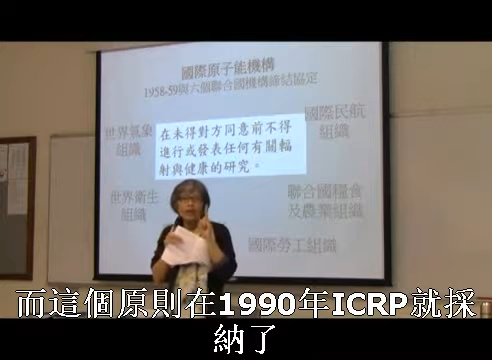 國際原子能機構
1958-59與六個聯合國機構締結協定
世界氣象
組織
國際民航
組織
在未得對方同意前不得
進行或發表任何有關輻
射與健康的研究。
世界衛生
組織
聯合國糧食
及農業組織
國際勞工組織
而這個原則在1990年ICRP就採
納了